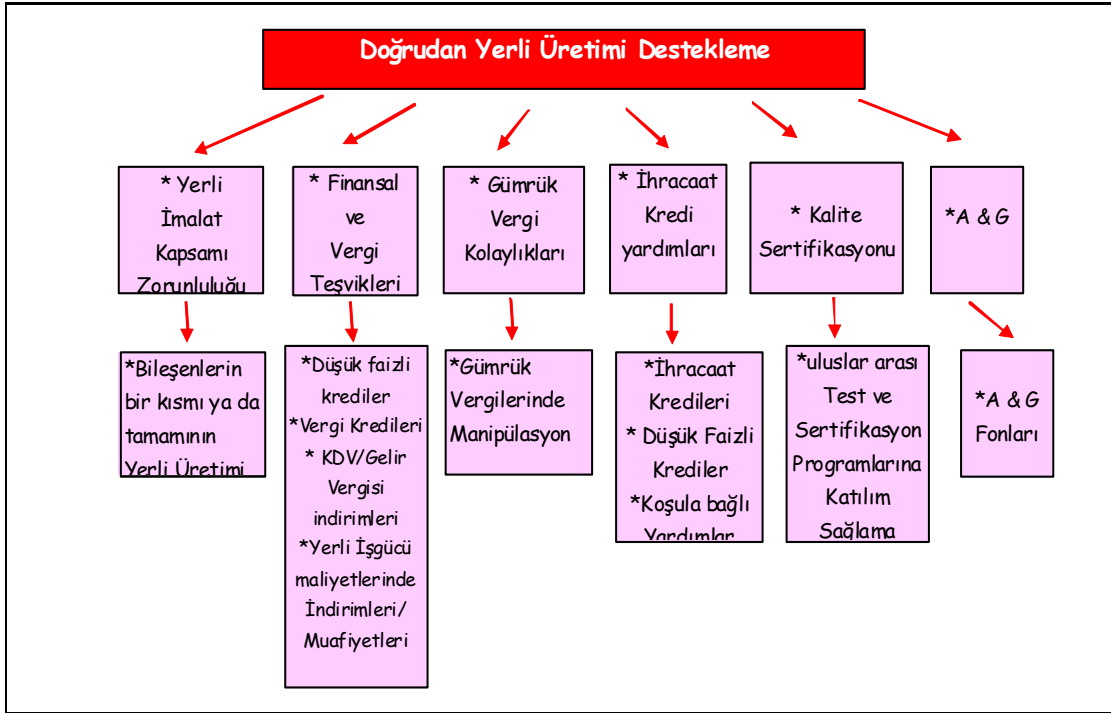 Doğrudan Yerli Üretimi Destekleme
* Yerli
İmalat
Kapsamı
Zorunluluğu
* Finansal
ve
Vergi
Teşvikleri
* Gümrük
Vergi
Kolaylıkları
* İhracaat
Kredi
yardımları
* Kalite
Sertifikasyonu
*A & G
*Bileşenlerin
bir kısmı ya da
tamamının
Yerli Üretimi
*Düşük faizli
krediler
*Vergi Kredileri
* KDV/Gelir
Vergisi
indirimleri
*Yerli İşgücü
maliyetlerinde
İndirimleri/
Muafiyetleri
*Gümrük
Vergilerinde
Manipülasyon
*İhracaat
Kredileri
* Düşük Faizli
Krediler
*Koşula bağlı
Yardımlar
*uluslar arası
Test ve
Sertifikasyon
Programlarına
Katılım
Sağlama
*A & G
Fonları